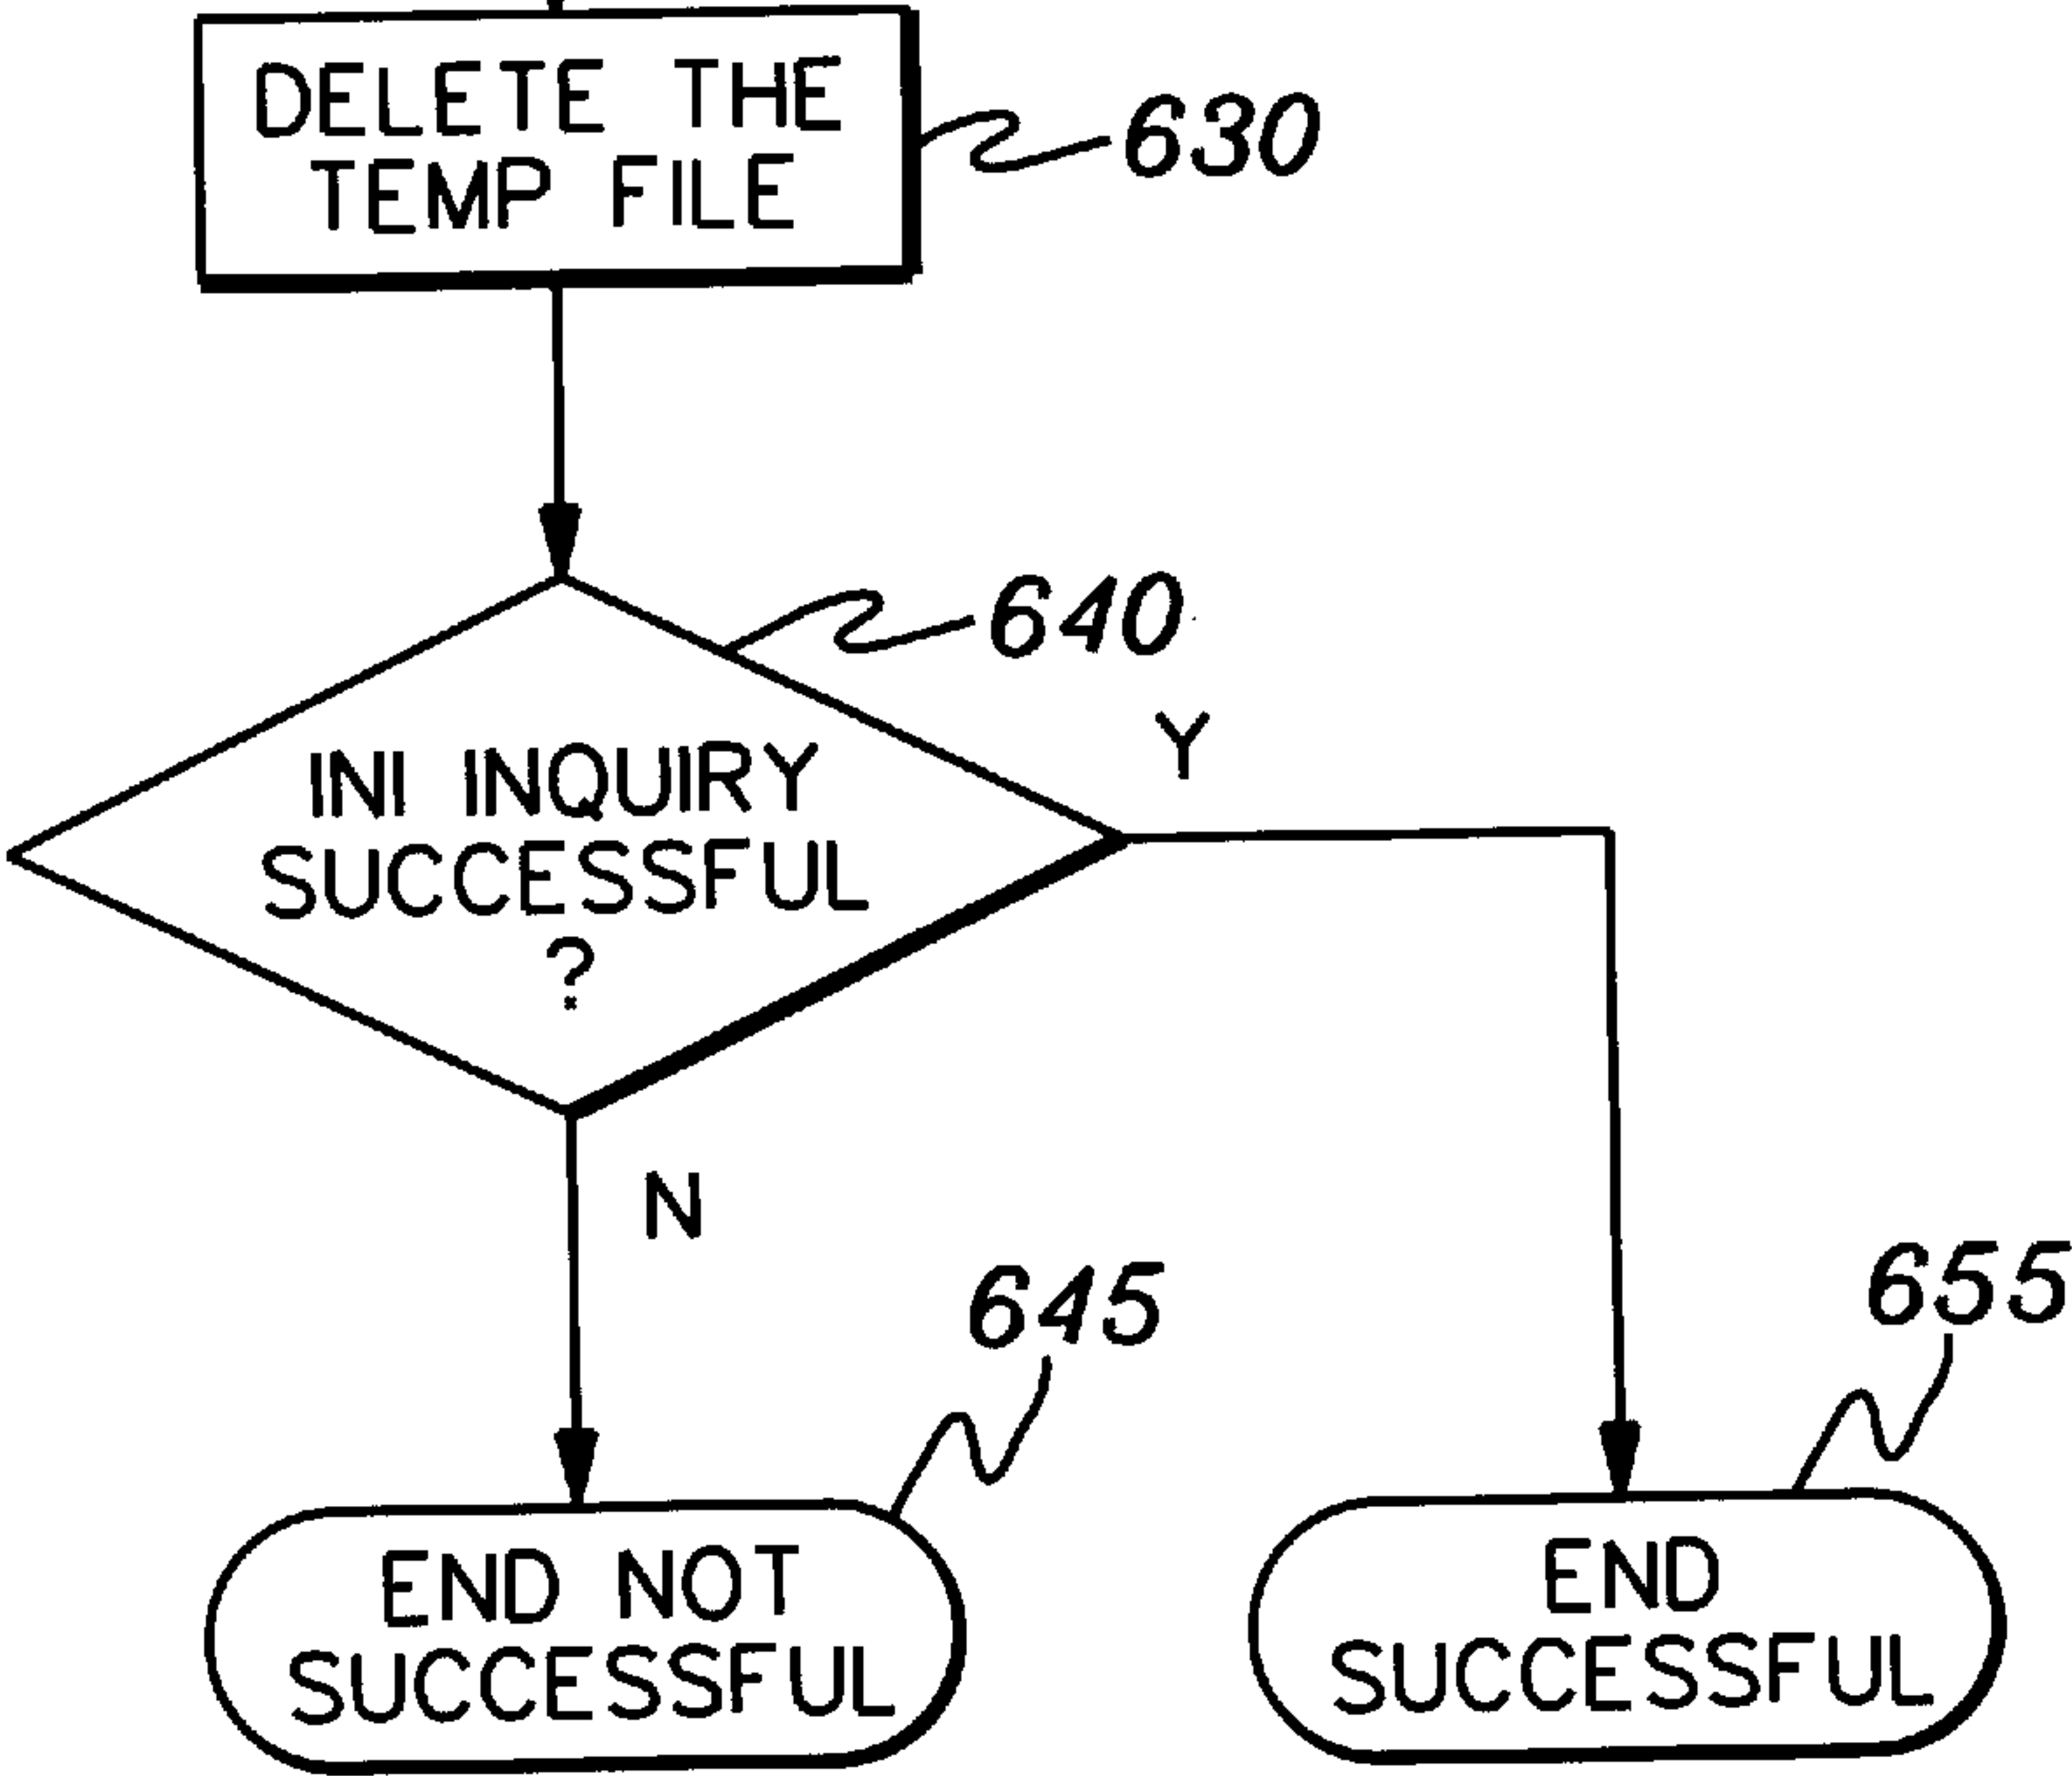 DELETE THE
TEMP FILE
630
640
INI INQUIRY
SUCCESSFUL
?
Y
N
645
655
END NOT
SUCCESSFUL
END
SUCCESSFUL